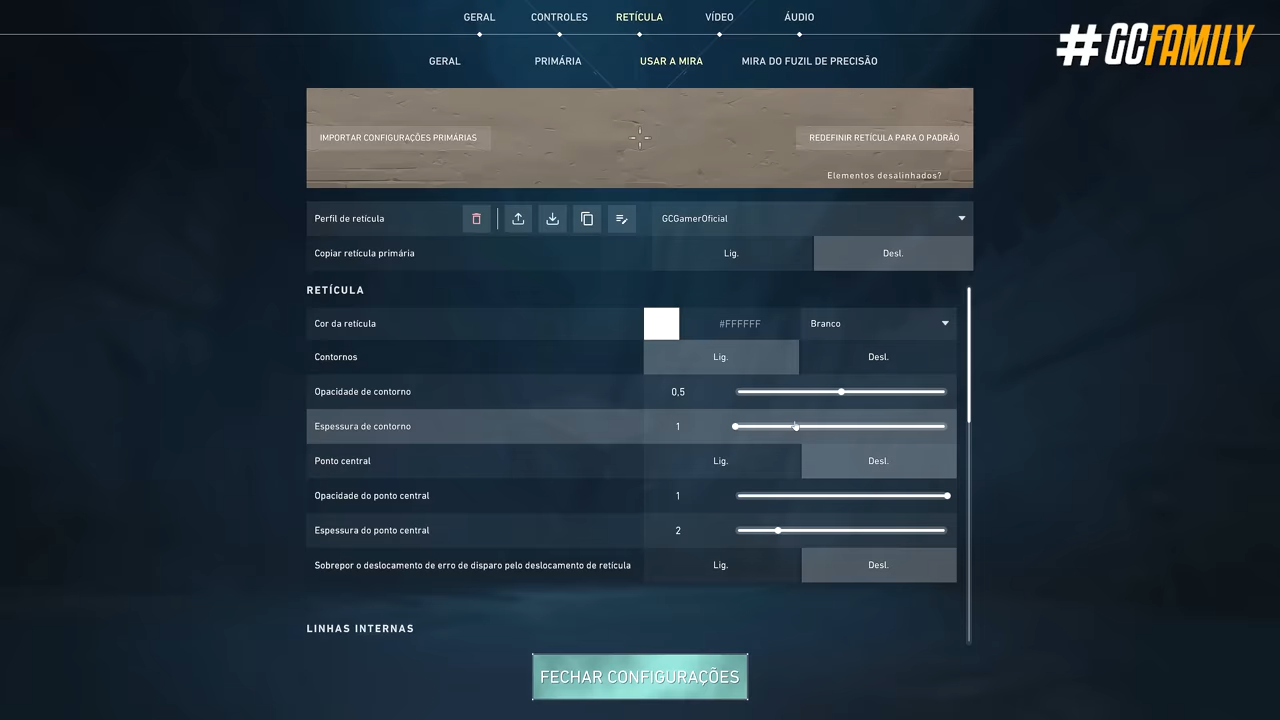 GERAL
CONTROLES
RETÍCULA
VÍDEO
ÁUDIO
#GCFAMILY
GERAL
PRIMÁRIA
USAR A MIRA
MIRA DO FUZIL DE PRECISÃO
IMPORTAR CONFIGURAÇÕES PRIMÁRIAS
REDEFINIR RETÍCULA PARA O PADRÃO
Elementos desalinhados?
Perfil de retícula
GCGamerOficial
Copiar retícula primária
Lig.
Desl.
RETÍCULA
Cor da retícula
#FFFFFF
Branco
Contornos
Lig.
Desl.
Opacidade de contorno
0,5
Espessura de contorno
1
Ponto central
Lig.
Desl.
Opacidade do ponto central
1
Espessura do ponto central
2
Sobrepor o deslocamento de erro de disparo pelo deslocamento de retícula
Lig.
Desl.
LINHAS INTERNAS
FECHAR CONFIGURAÇÕES